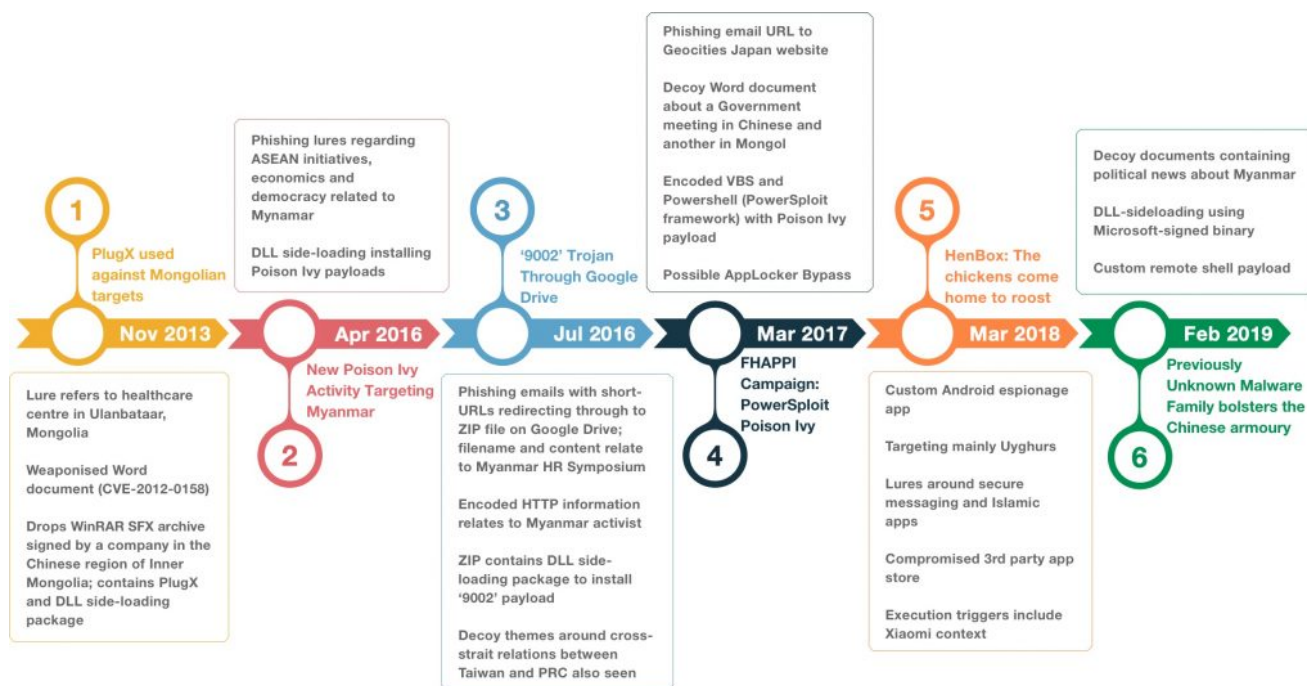 1
PlugX used
against Mongolian
targets
Nov 2013
Lure refers to healthcare
centre in Ulanbataar,
Mongolia
Weaponised Word
document (CVE-2012-0158)
Drops WinRAR SFX archive
signed by a company in the
Chinese region of Inner
Mongolia; contains PlugX
and DLL side-loading
package
Phishing lures regarding
ASEAN initiatives,
economics and
democracy related to
Mynamar
DLL side-loading installing
Poison Ivy payloads
Apr 2016
New Poison Ivy
Activity Targeting
Myanmar
2
3
‘9002’ Trojan
Through Google
Drive
Jul 2016
Phishing emails with short-
URLs redirecting through to
ZIP file on Google Drive;
filename and content relate
to Myanmar HR Symposium
Encoded HTTP information
relates to Myanmar activist
ZIP contains DLL side-
loading package to install
‘9002’ payload
Decoy themes around cross-
strait relations between
Taiwan and PRC also seen
Phishing email URL to
Geocities Japan website
Decoy Word document
about a Government
meeting in Chinese and
another in Mongol
Encoded VBS and
Powershell (PowerSploit
framework) with Poison Ivy
payload
Possible AppLocker Bypass
Mar 2017
FHAPPI
Campaign:
PowerSploit
Poison Ivy
4
5
HenBox: The
chickens come
home to roost
Mar 2018
Custom Android espionage
app
Targeting mainly Uyghurs
Lures around secure
messaging and Islamic
apps
Compromised 3rd party app
store
Execution triggers include
Xiaomi context
Decoy documents containing
political news about Myanmar
DLL-sideloading using
Microsoft-signed binary
Custom remote shell payload
Feb 2019
Previously
Unknown Malware
Family bolsters the
Chinese armoury
6